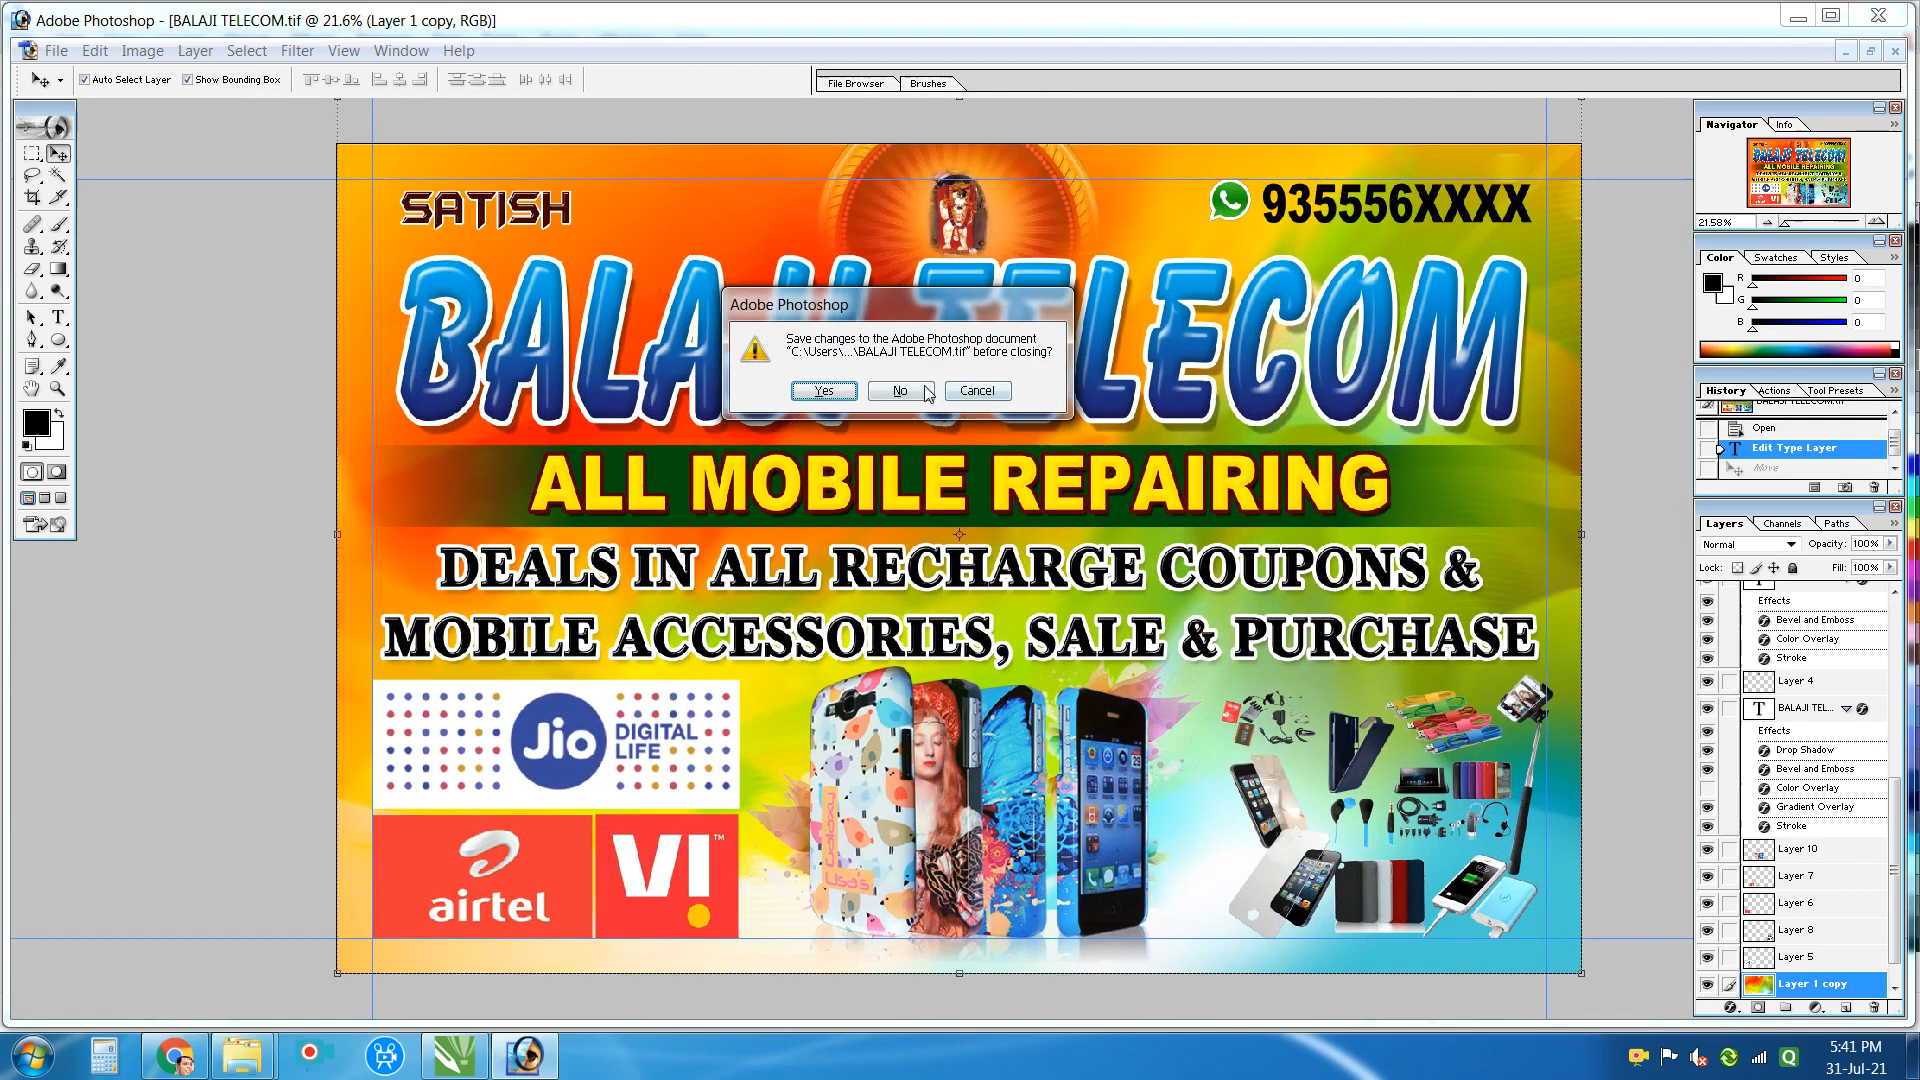 Adobe Photoshop - [BALAJI TELECOM.tif @ 21.6% (Layer 1 copy, RGB)]
File Edit Image Layer Select Filter View Window Help
Auto Select Layer Show Bounding Box File Browser Brushes
Navigator Info
21.58%
Color Swatches Styles
R 0
G 0
B 0
History Actions Tool Presets
BALAJI TELECOM.tif
Open
Edit Type Layer
Move
Layers Channels Paths
Normal Opacity: 100%
Lock: Fill: 100%
Effects
Bevel and Emboss
Color Overlay
Stroke
Layer 4
BALAJI TEL...
Effects
Drop Shadow
Bevel and Emboss
Color Overlay
Gradient Overlay
Stroke
Layer 10
Layer 7
Layer 6
Layer 8
Layer 5
Layer 1 copy
SATISH
935556XXXX
BALAJI TELECOM
Adobe Photoshop
Save changes to the Adobe Photoshop document
"C:\Users\...\BALAJI TELECOM.tif" before closing?
Yes No Cancel
ALL MOBILE REPAIRING
DEALS IN ALL RECHARGE COUPONS &
MOBILE ACCESSORIES, SALE & PURCHASE
Jio DIGITAL
LIFE
airtel
VI TM
5:41 PM
31-Jul-21